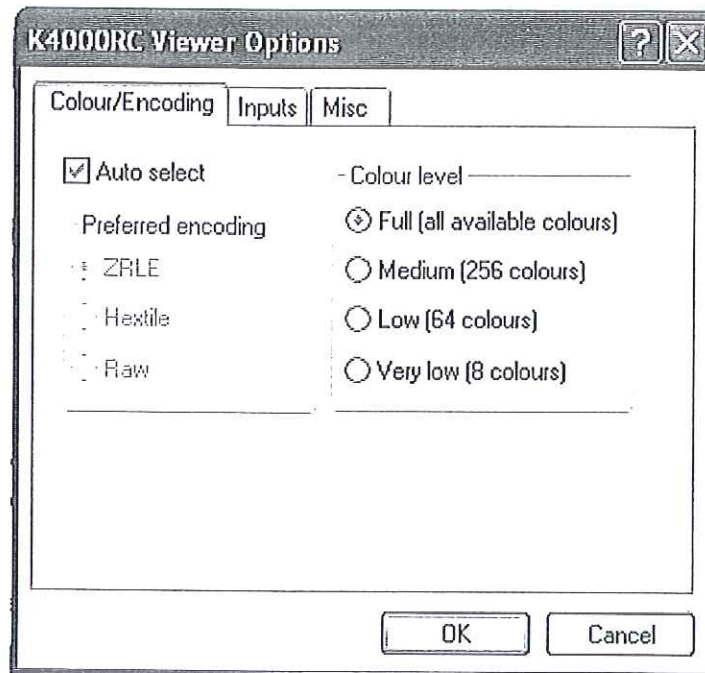 K4000RC Viewer Options
Colour/Encoding Inputs Misc
Auto select
Preferred encoding
ZRLE
Hextile
Raw
Colour level
Full (all available colours)
Medium (256 colours)
Low (64 colours)
Very low (8 colours)
OK Cancel